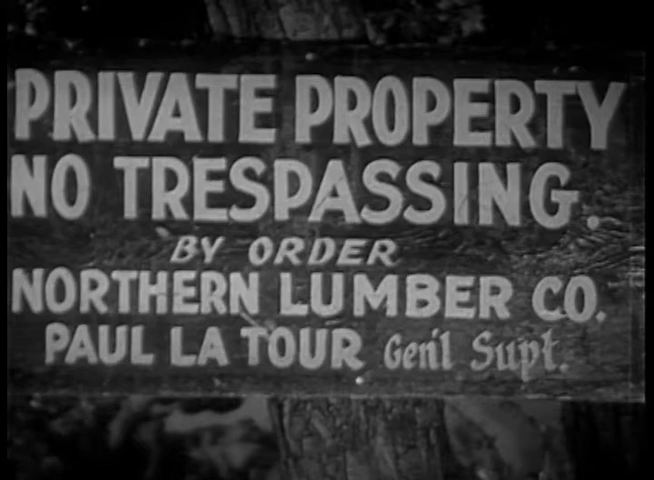 PRIVATE PROPERTY
NO TRESPASSING.
BY ORDER
NORTHERN LUMBER CO.
PAUL LA TOUR Gen'l Supt.